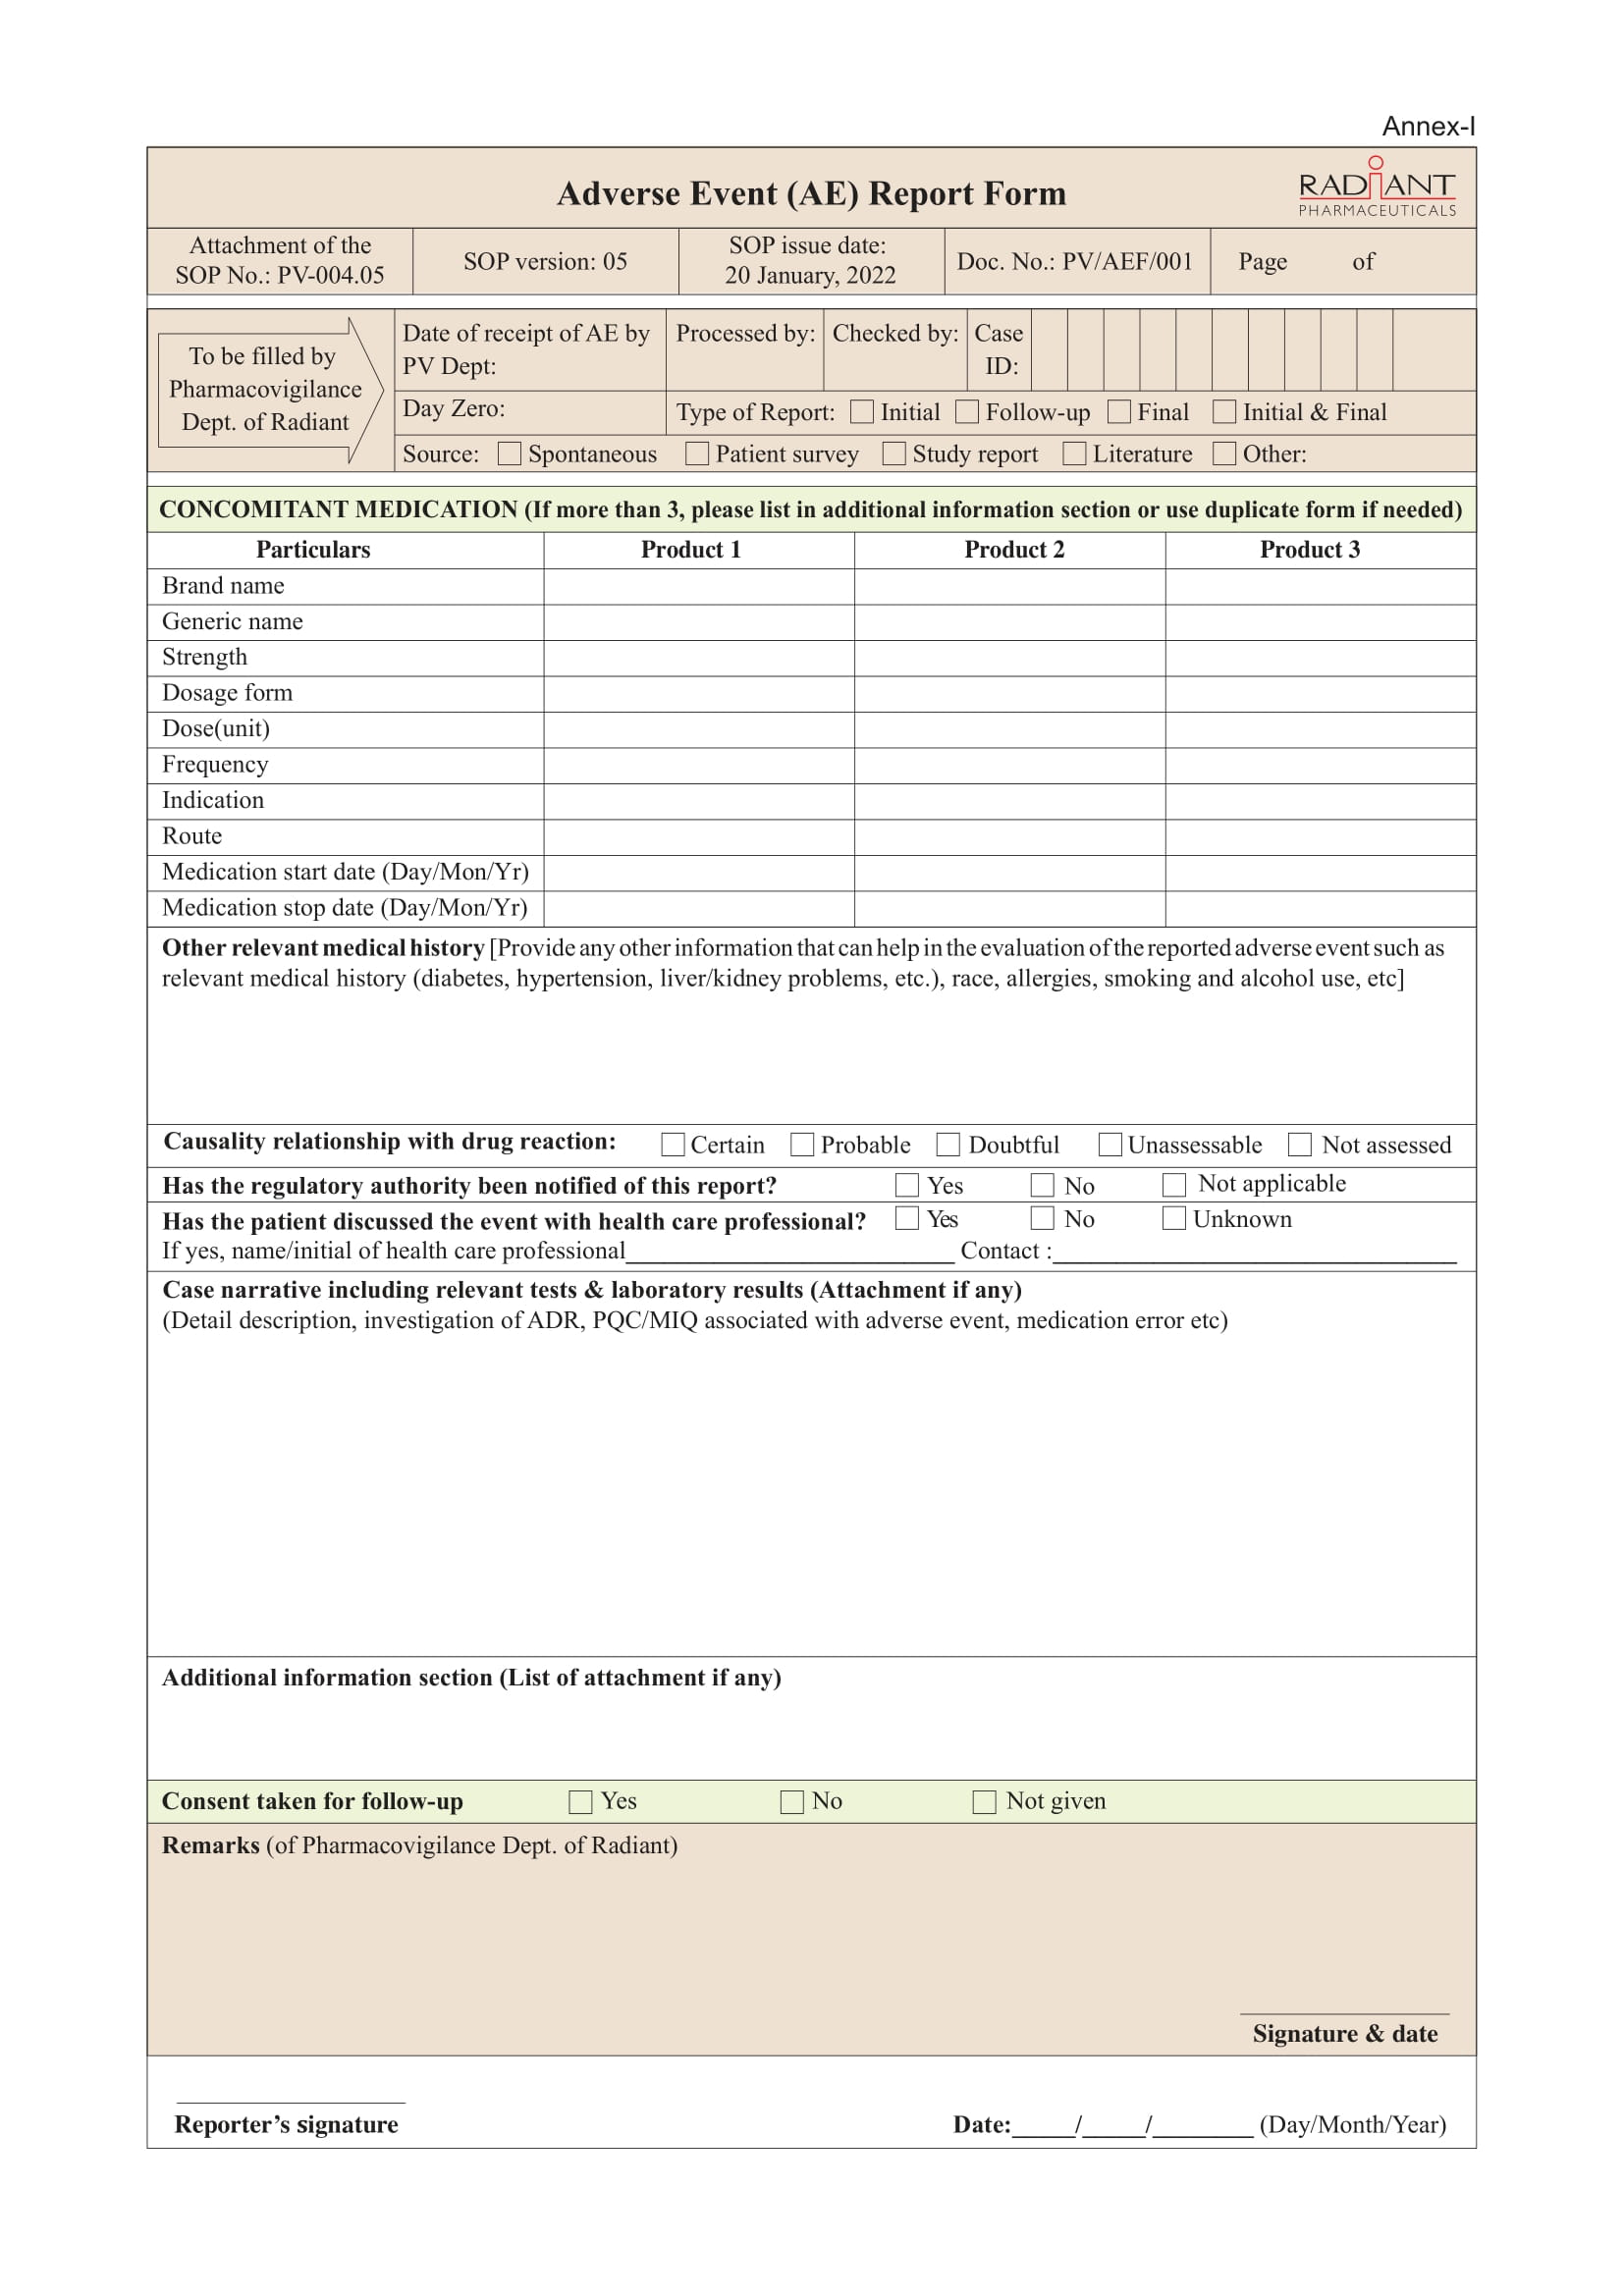 Annex-I
Adverse Event (AE) Report Form
RADiANT
PHARMACEUTICALS
Attachment of the
SOP No.: PV-004.05
SOP version: 05
SOP issue date:
20 January, 2022
Doc. No.: PV/AEF/001
Page of
To be filled by
Pharmacovigilance
Dept. of Radiant
Date of receipt of AE by
PV Dept:
Processed by:
Checked by:
Case
ID:
Day Zero:
Type of Report: Initial Follow-up Final Initial & Final
Source: Spontaneous Patient survey Study report Literature Other:
CONCOMITANT MEDICATION (If more than 3, please list in additional information section or use duplicate form if needed)
Particulars Product 1 Product 2 Product 3
Brand name
Generic name
Strength
Dosage form
Dose(unit)
Frequency
Indication
Route
Medication start date (Day/Mon/Yr)
Medication stop date (Day/Mon/Yr)
Other relevant medical history [Provide any other information that can help in the evaluation of the reported adverse event such as
relevant medical history (diabetes, hypertension, liver/kidney problems, etc.), race, allergies, smoking and alcohol use, etc]
Causality relationship with drug reaction: Certain Probable Doubtful Unassessable Not assessed
Has the regulatory authority been notified of this report? Yes No Not applicable
Has the patient discussed the event with health care professional? Yes No Unknown
If yes, name/initial of health care professional__________________________ Contact :________________________________
Case narrative including relevant tests & laboratory results (Attachment if any)
(Detail description, investigation of ADR, PQC/MIQ associated with adverse event, medication error etc)
Additional information section (List of attachment if any)
Consent taken for follow-up Yes No Not given
Remarks (of Pharmacovigilance Dept. of Radiant)
Signature & date
Reporter’s signature
Date:_____/_____/________ (Day/Month/Year)